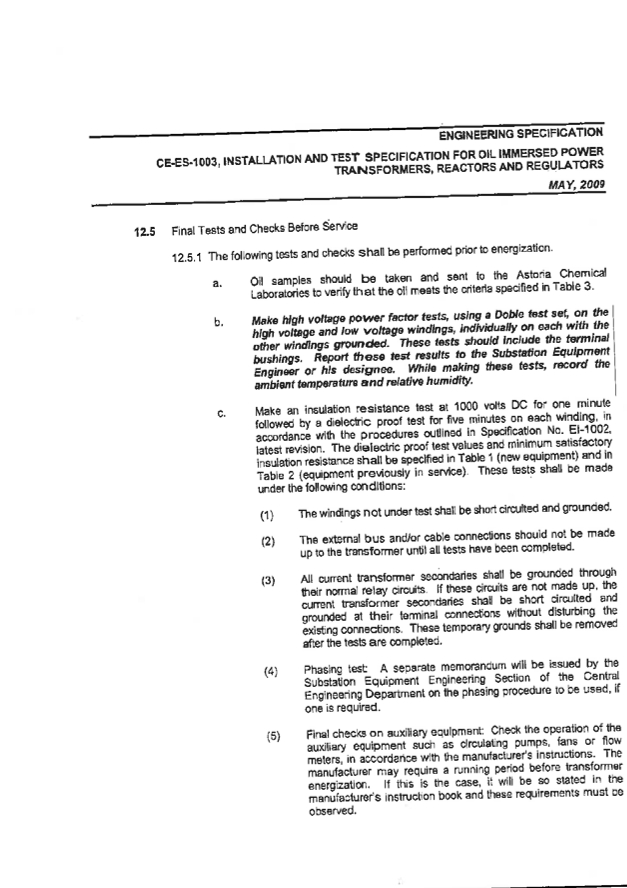 ENGINEERING SPECIFICATION
CE-ES-1003, INSTALLATION AND TEST SPECIFICATION FOR OIL IMMERSED POWER
TRANSFORMERS, REACTORS AND REGULATORS
MAY, 2009
12.5 Final Tests and Checks Before Service
12.5.1 The following tests and checks shall be performed prior to energization.
a. Oil samples should be taken and sent to the Astoria Chemical
Laboratories to verify that the oil meets the criteria specified in Table 3.
b. Make high voltage power factor tests, using a Doble test set, on the
high voltage and low voltage windings, individually on each with the
other windings grounded. These tests should include the terminal
bushings. Report these test results to the Substation Equipment
Engineer or his designee. While making these tests, record the
ambient temperature and relative humidity.
c. Make an insulation resistance test at 1000 volts DC for one minute
followed by a dielectric proof test for five minutes on each winding, in
accordance with the procedures outlined in Specification No. EI-1002,
latest revision. The dielectric proof test values and minimum satisfactory
insulation resistance shall be specified in Table 1 (new equipment) and in
Table 2 (equipment previously in service). These tests shall be made
under the following conditions:
(1) The windings not under test shall be short circuited and grounded.
(2) The external bus and/or cable connections should not be made
up to the transformer until all tests have been completed.
(3) All current transformer secondaries shall be grounded through
their normal relay circuits. If these circuits are not made up, the
current transformer secondaries shall be short circuited and
grounded at their terminal connections without disturbing the
existing connections. These temporary grounds shall be removed
after the tests are completed.
(4) Phasing test: A separate memorandum will be issued by the
Substation Equipment Engineering Section of the Central
Engineering Department on the phasing procedure to be used, if
one is required.
(5) Final checks on auxiliary equipment: Check the operation of the
auxiliary equipment such as circulating pumps, fans or flow
meters, in accordance with the manufacturer's instructions. The
manufacturer may require a running period before transformer
energization. If this is the case, it will be so stated in the
manufacturer's instruction book and these requirements must be
observed.